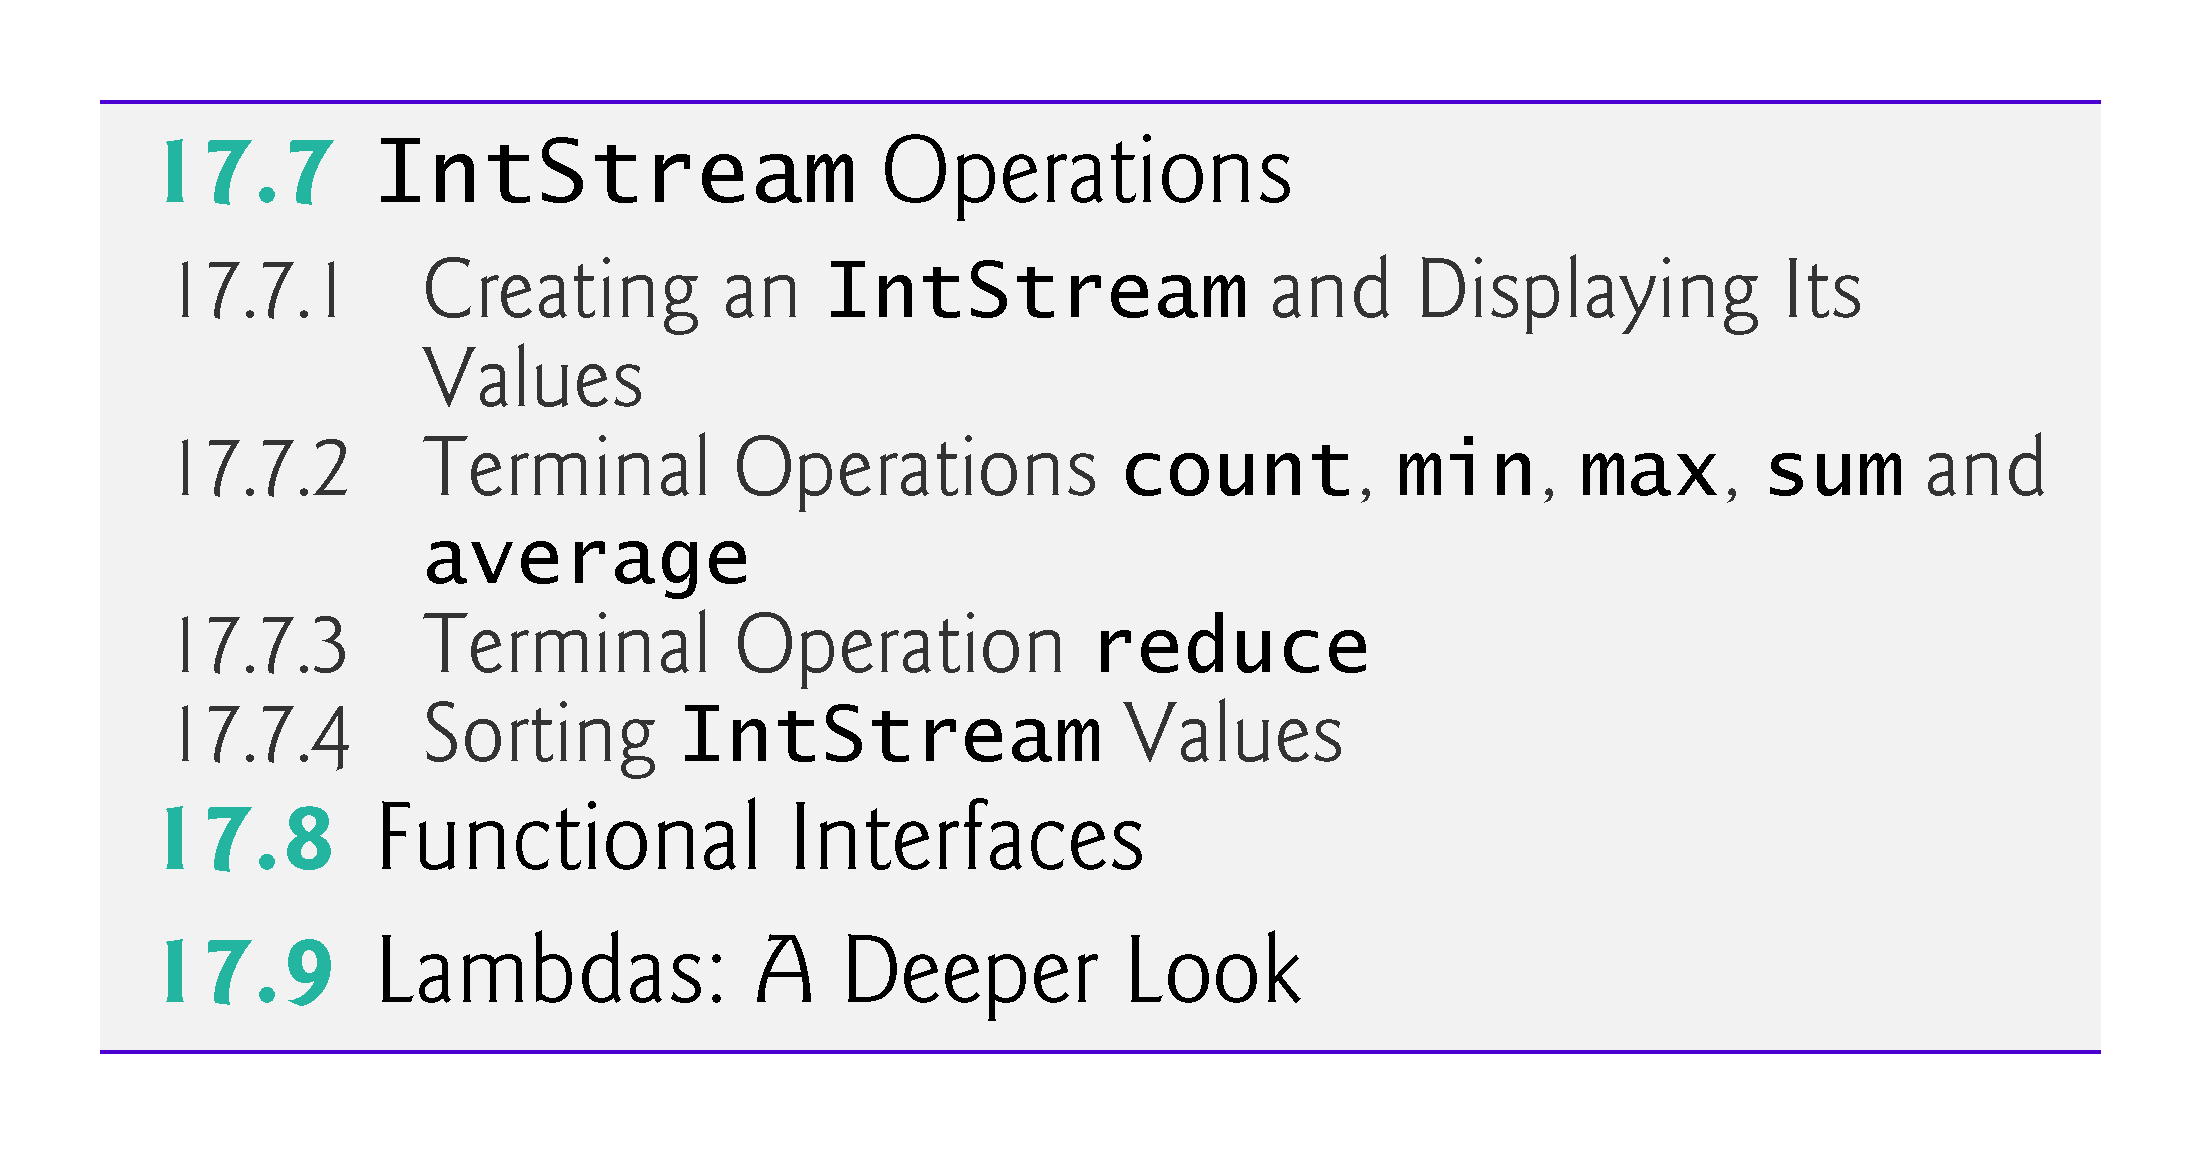 17.7 IntStream Operations
17.7.1 Creating an IntStream and Displaying Its
Values
17.7.2 Terminal Operations count, min, max, sum and
average
17.7.3 Terminal Operation reduce
17.7.4 Sorting IntStream Values
17.8 Functional Interfaces
17.9 Lambdas: A Deeper Look